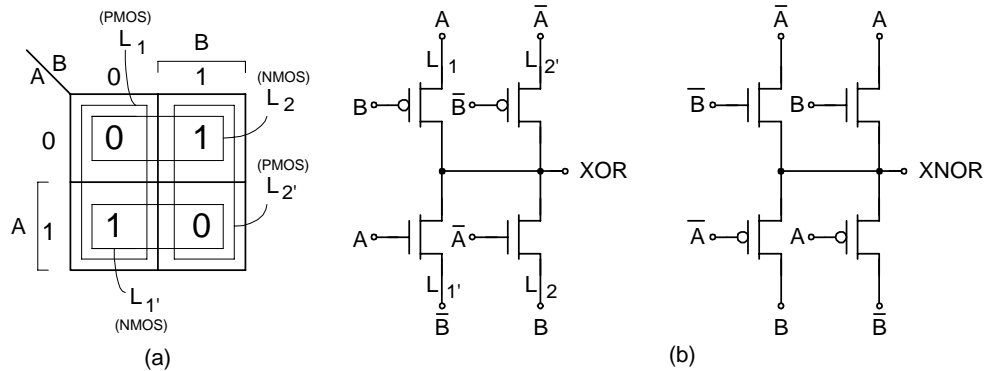 (PMOS)
L1
B
A B
0 1
(NMOS)
L2
0 0 1
(PMOS)
L2'
A 1 1 0
L1'
(NMOS)
(a)
A A̅
L1 L2'
B B̅
XOR
A A̅
L1' L2
B̅ B
A̅ A
B̅ B
XNOR
A̅ A
B B̅
(b)